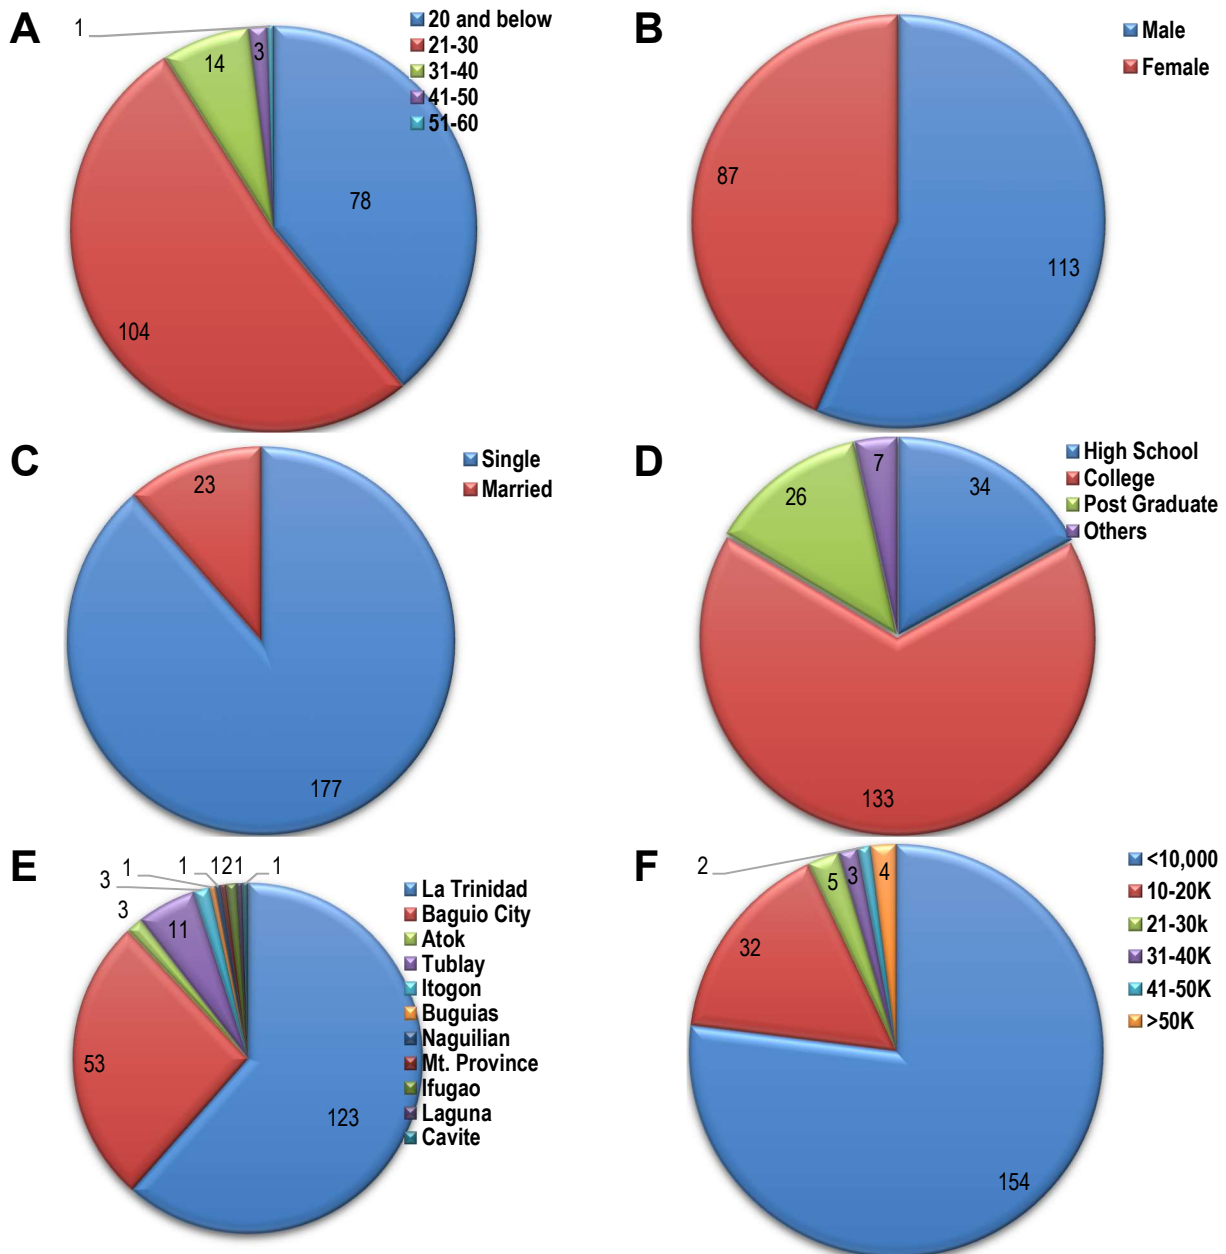 A
1
14
3
78
104
20 and below
21-30
31-40
41-50
51-60
B
87
113
Male
Female
C
23
177
Single
Married
D
7
34
26
133
High School
College
Post Graduate
Others
E
3
3
1
1
1
2
1
1
11
53
123
La Trinidad
Baguio City
Atok
Tublay
Itogon
Buguias
Naguilian
Mt. Province
Ifugao
Laguna
Cavite
F
2
5
3
4
32
154
<10,000
10-20K
21-30k
31-40K
41-50K
>50K